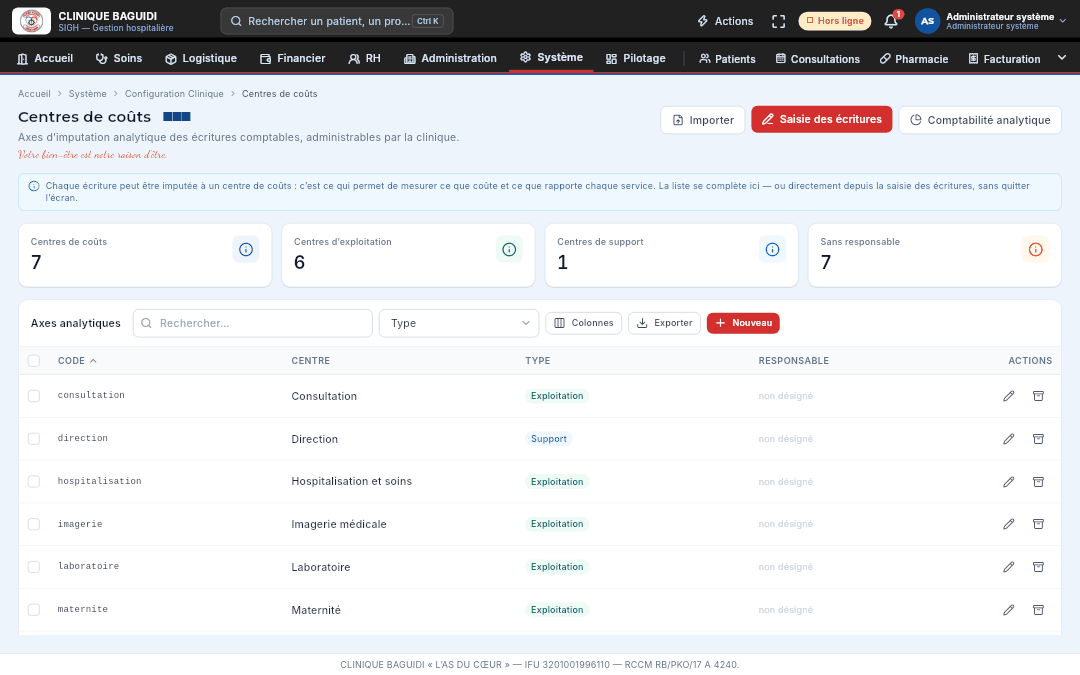 CLINIQUE BAGUIDI
SIGH — Gestion hospitalière
Rechercher un patient, un pro... Ctrl K
Actions
Hors ligne
1
AS
Administrateur système
Administrateur système
Accueil Soins Logistique Financier RH Administration Système Pilotage Patients Consultations Pharmacie Facturation
Accueil > Système > Configuration Clinique > Centres de coûts
Centres de coûts
Axes d'imputation analytique des écritures comptables, administrables par la clinique.
Votre bien-être est notre raison d'être.
Importer
Saisie des écritures
Comptabilité analytique
Chaque écriture peut être imputée à un centre de coûts : c'est ce qui permet de mesurer ce que coûte et ce que rapporte chaque service. La liste se complète ici — ou directement depuis la saisie des écritures, sans quitter
l'écran.
Centres de coûts
7
Centres d'exploitation
6
Centres de support
1
Sans responsable
7
Axes analytiques Rechercher... Type Colonnes Exporter Nouveau
CODE CENTRE TYPE RESPONSABLE ACTIONS
consultation Consultation Exploitation non désigné
direction Direction Support non désigné
hospitalisation Hospitalisation et soins Exploitation non désigné
imagerie Imagerie médicale Exploitation non désigné
laboratoire Laboratoire Exploitation non désigné
maternite Maternité Exploitation non désigné
CLINIQUE BAGUIDI « L'AS DU CŒUR » — IFU 3201001996110 — RCCM RB/PKO/17 A 4240.